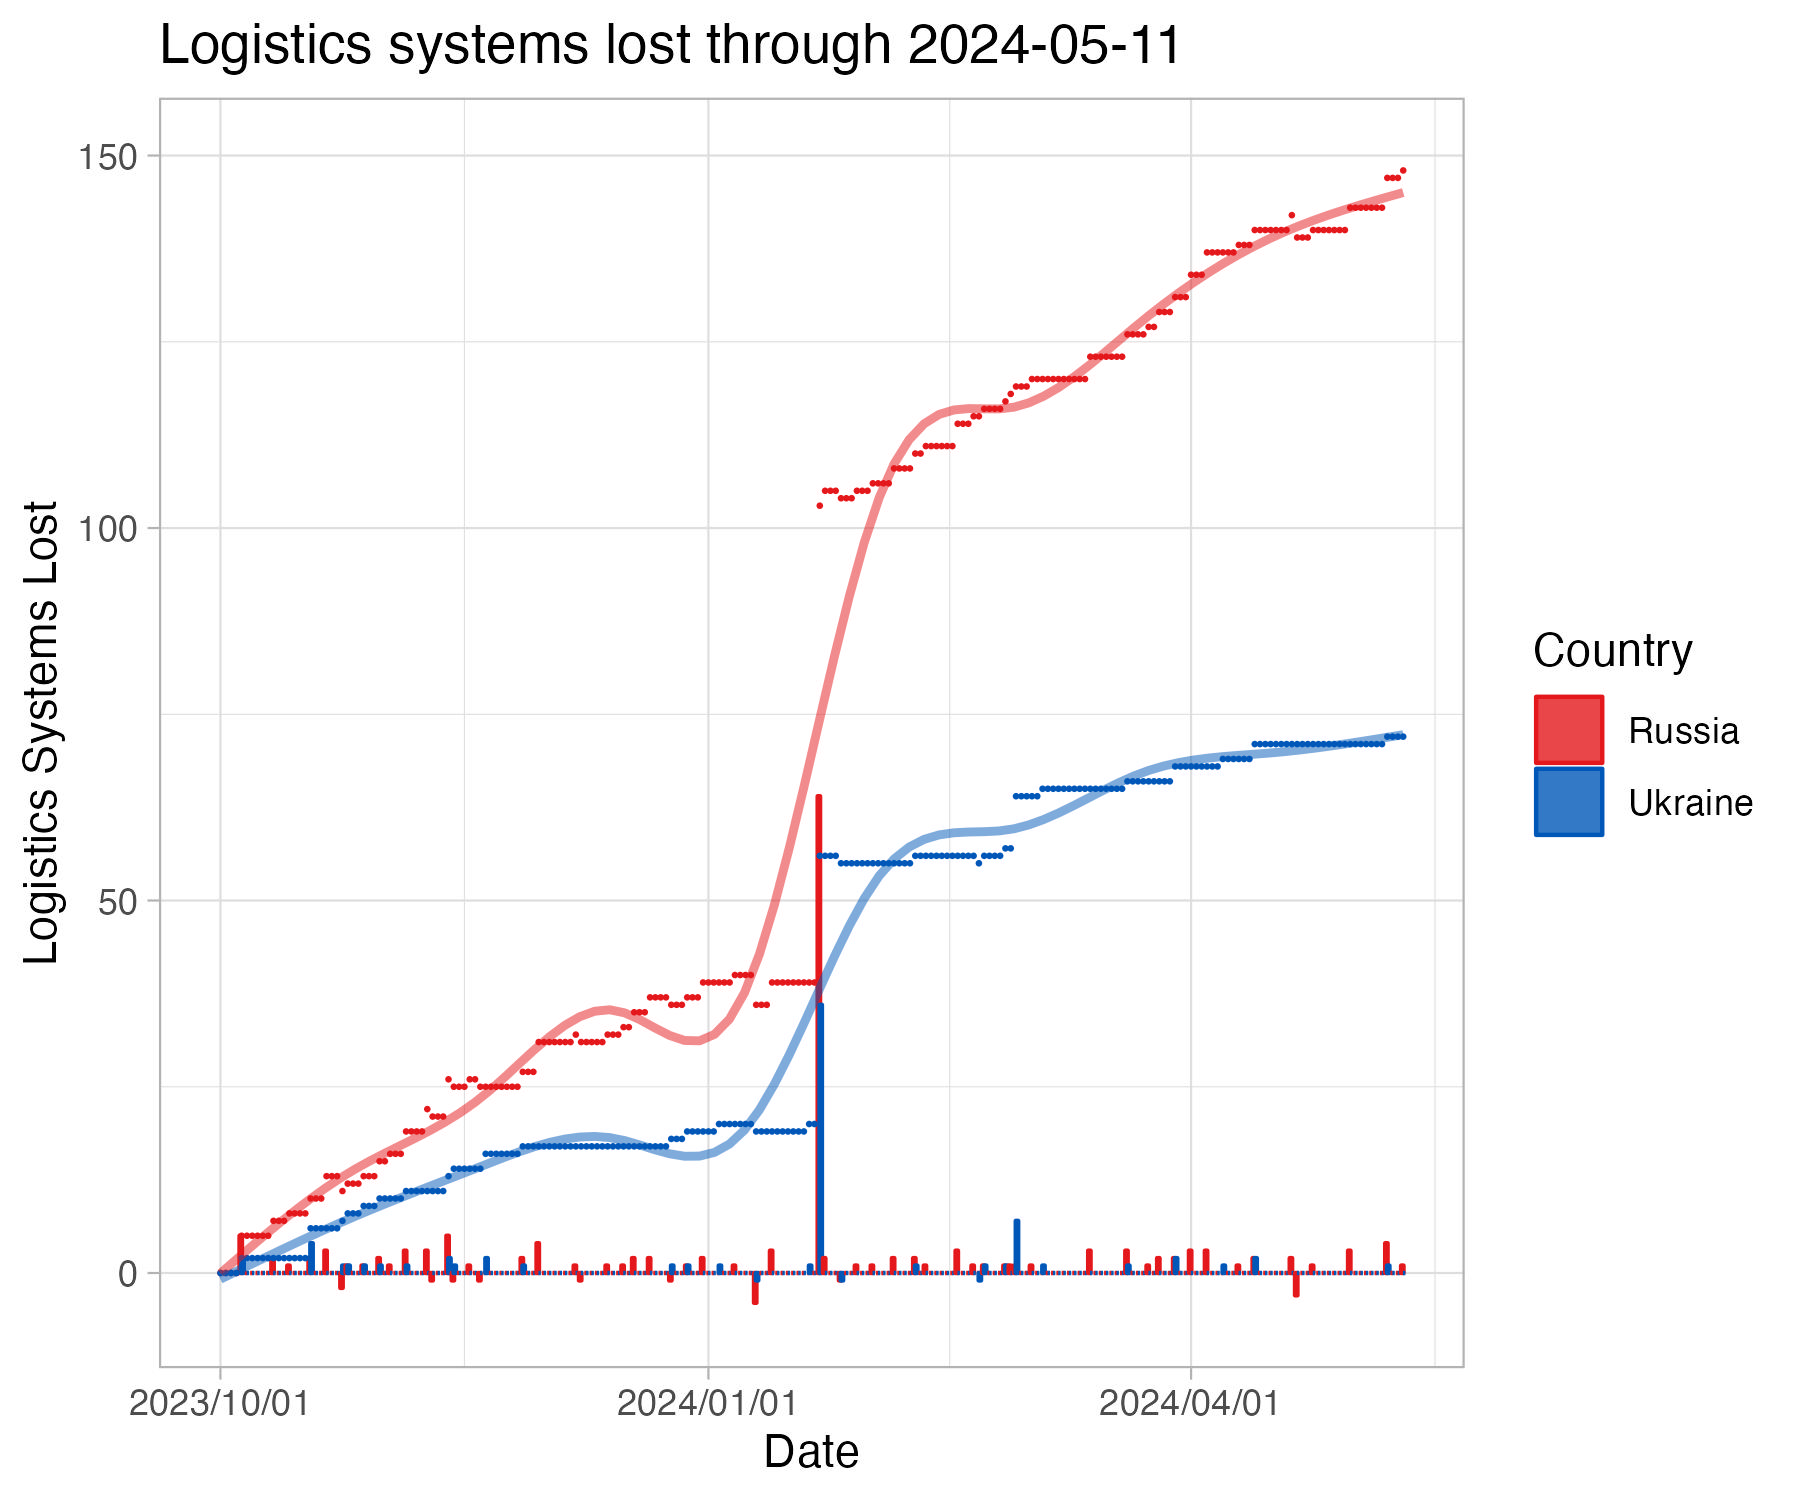 Logistics systems lost through 2024-05-11
Logistics Systems Lost
150
100
50
0
2023/10/01
2024/01/01
2024/04/01
Date
Country
Russia
Ukraine